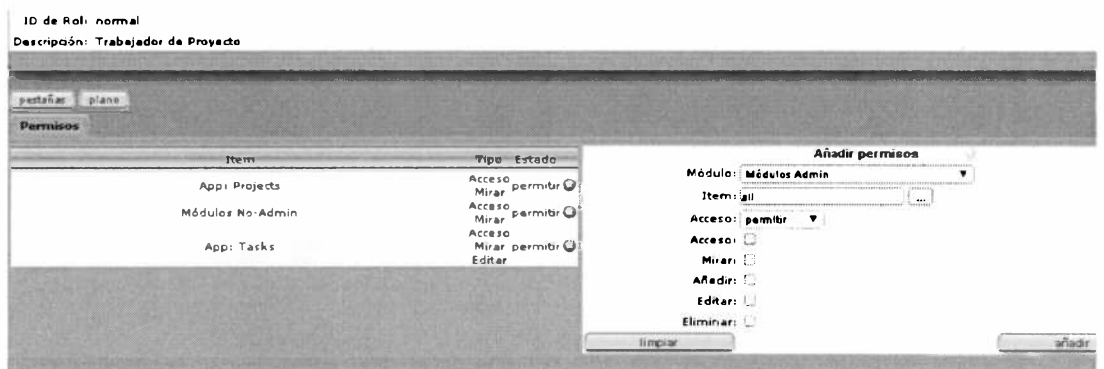 ID de Rol: normal
Descripción: Trabajador de Proyecto
pestañas plano
Permisos
Item Tipo Estado
App: Projects Acceso Mirar permitir
Módulos No-Admin Acceso Mirar permitir
App: Tasks Acceso Mirar Editar permitir
Añadir permisos
Módulo: Módulos Admin
Item: all ...
Acceso: permitir
Acceso:
Mirar:
Añadir:
Editar:
Eliminar:
limpiar añadir